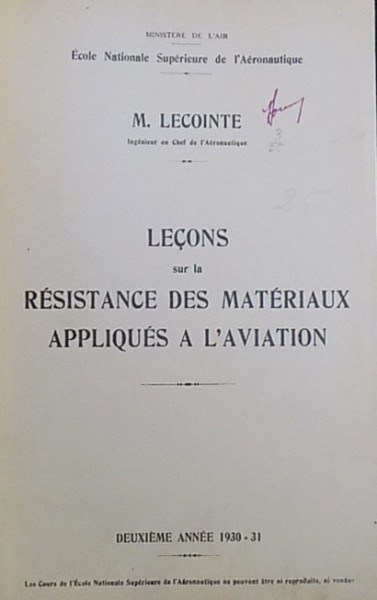 MINISTÈRE DE L'AIR
École Nationale Supérieure de l'Aéronautique
M. LECOINTE
Ingénieur en Chef de l'Aéronautique
LEÇONS
sur la
RÉSISTANCE DES MATÉRIAUX
APPLIQUÉS A L'AVIATION
DEUXIÈME ANNÉE 1930-31
Les Cours de l'École Nationale Supérieure de l'Aéronautique ne peuvent être ni reproduits, ni vendus